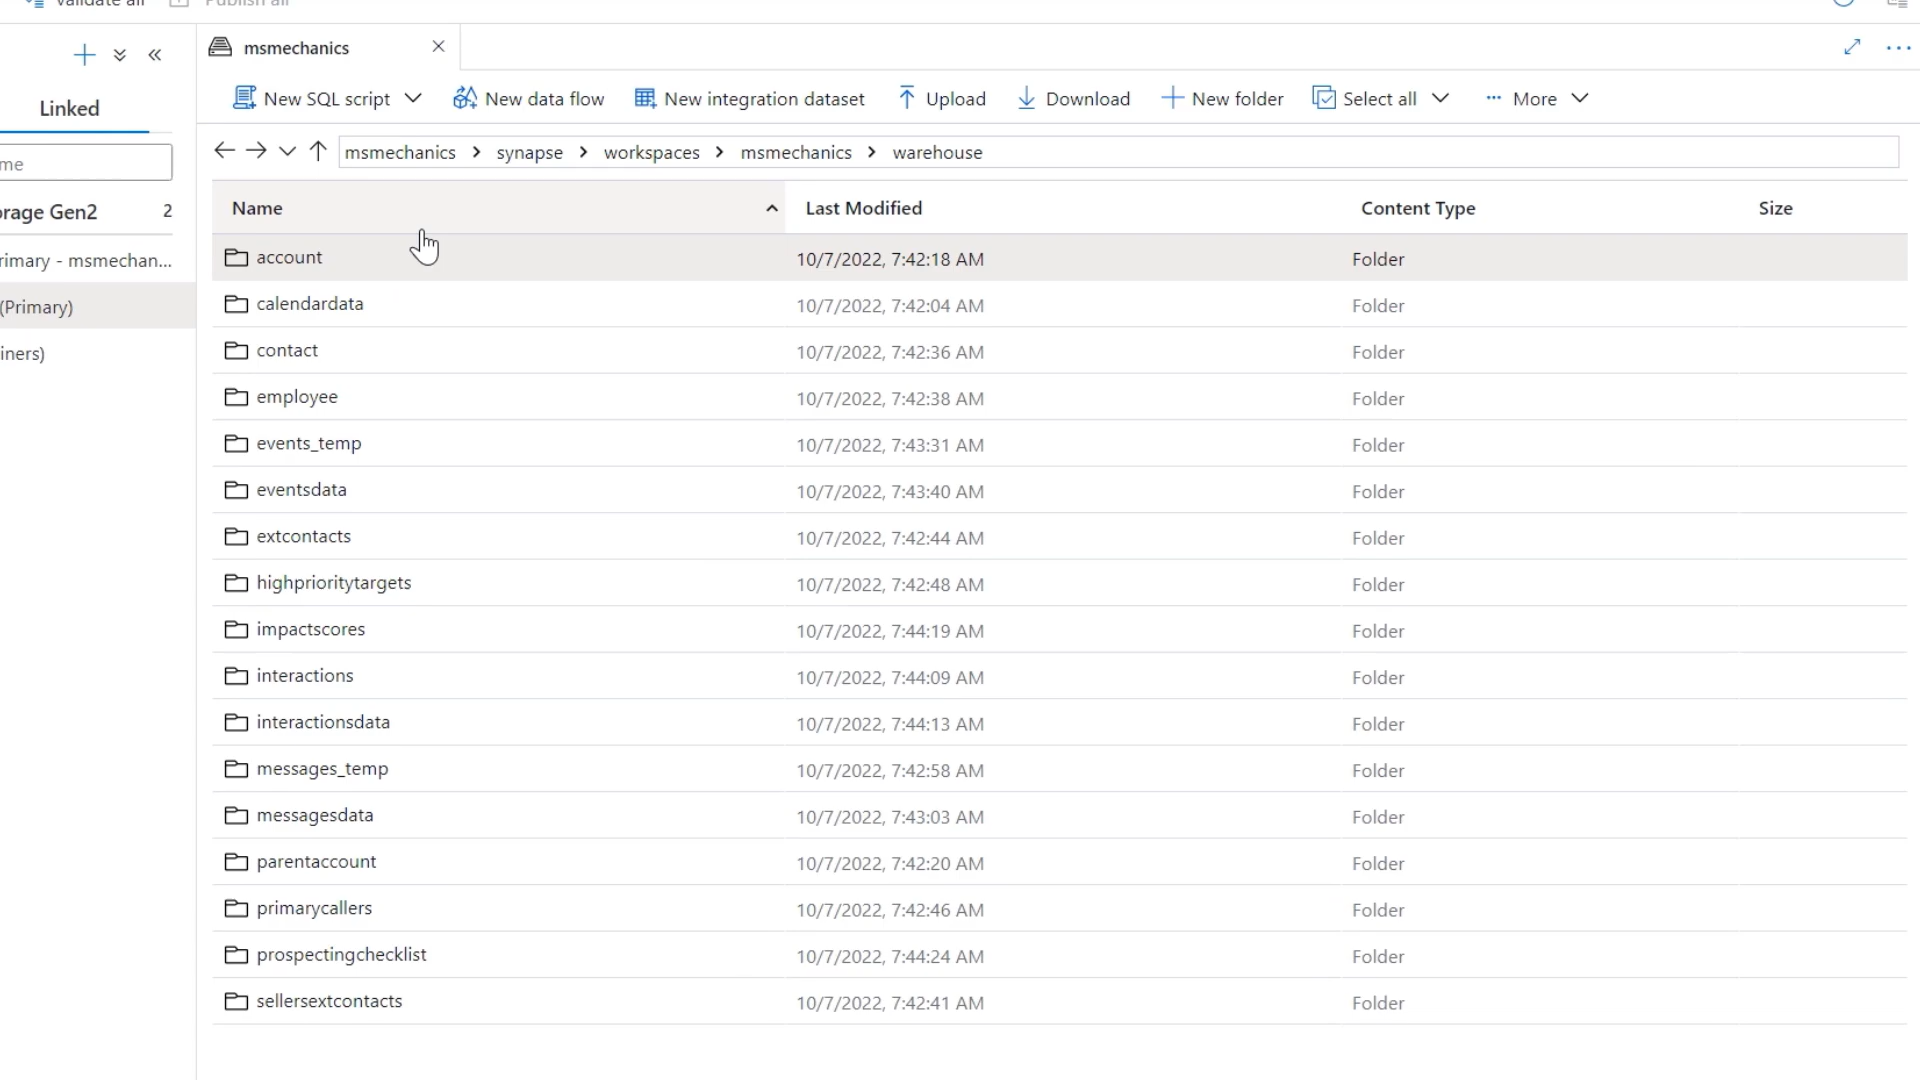 Validate all Publish all
msmechanics
New SQL script New data flow New integration dataset Upload Download New folder Select all More
Linked
msmechanics synapse workspaces msmechanics warehouse
me
Name Last Modified Content Type Size
orage Gen2 2
account 10/7/2022, 7:42:18 AM Folder
rimary - msmechan...
calendardata 10/7/2022, 7:42:04 AM Folder
(Primary)
contact 10/7/2022, 7:42:36 AM Folder
iners)
employee 10/7/2022, 7:42:38 AM Folder
events_temp 10/7/2022, 7:43:31 AM Folder
eventsdata 10/7/2022, 7:43:40 AM Folder
extcontacts 10/7/2022, 7:42:44 AM Folder
highprioritytargets 10/7/2022, 7:42:48 AM Folder
impactscores 10/7/2022, 7:44:19 AM Folder
interactions 10/7/2022, 7:44:09 AM Folder
interactionsdata 10/7/2022, 7:44:13 AM Folder
messages_temp 10/7/2022, 7:42:58 AM Folder
messagesdata 10/7/2022, 7:43:03 AM Folder
parentaccount 10/7/2022, 7:42:20 AM Folder
primarycallers 10/7/2022, 7:42:46 AM Folder
prospectingchecklist 10/7/2022, 7:44:24 AM Folder
sellersextcontacts 10/7/2022, 7:42:41 AM Folder